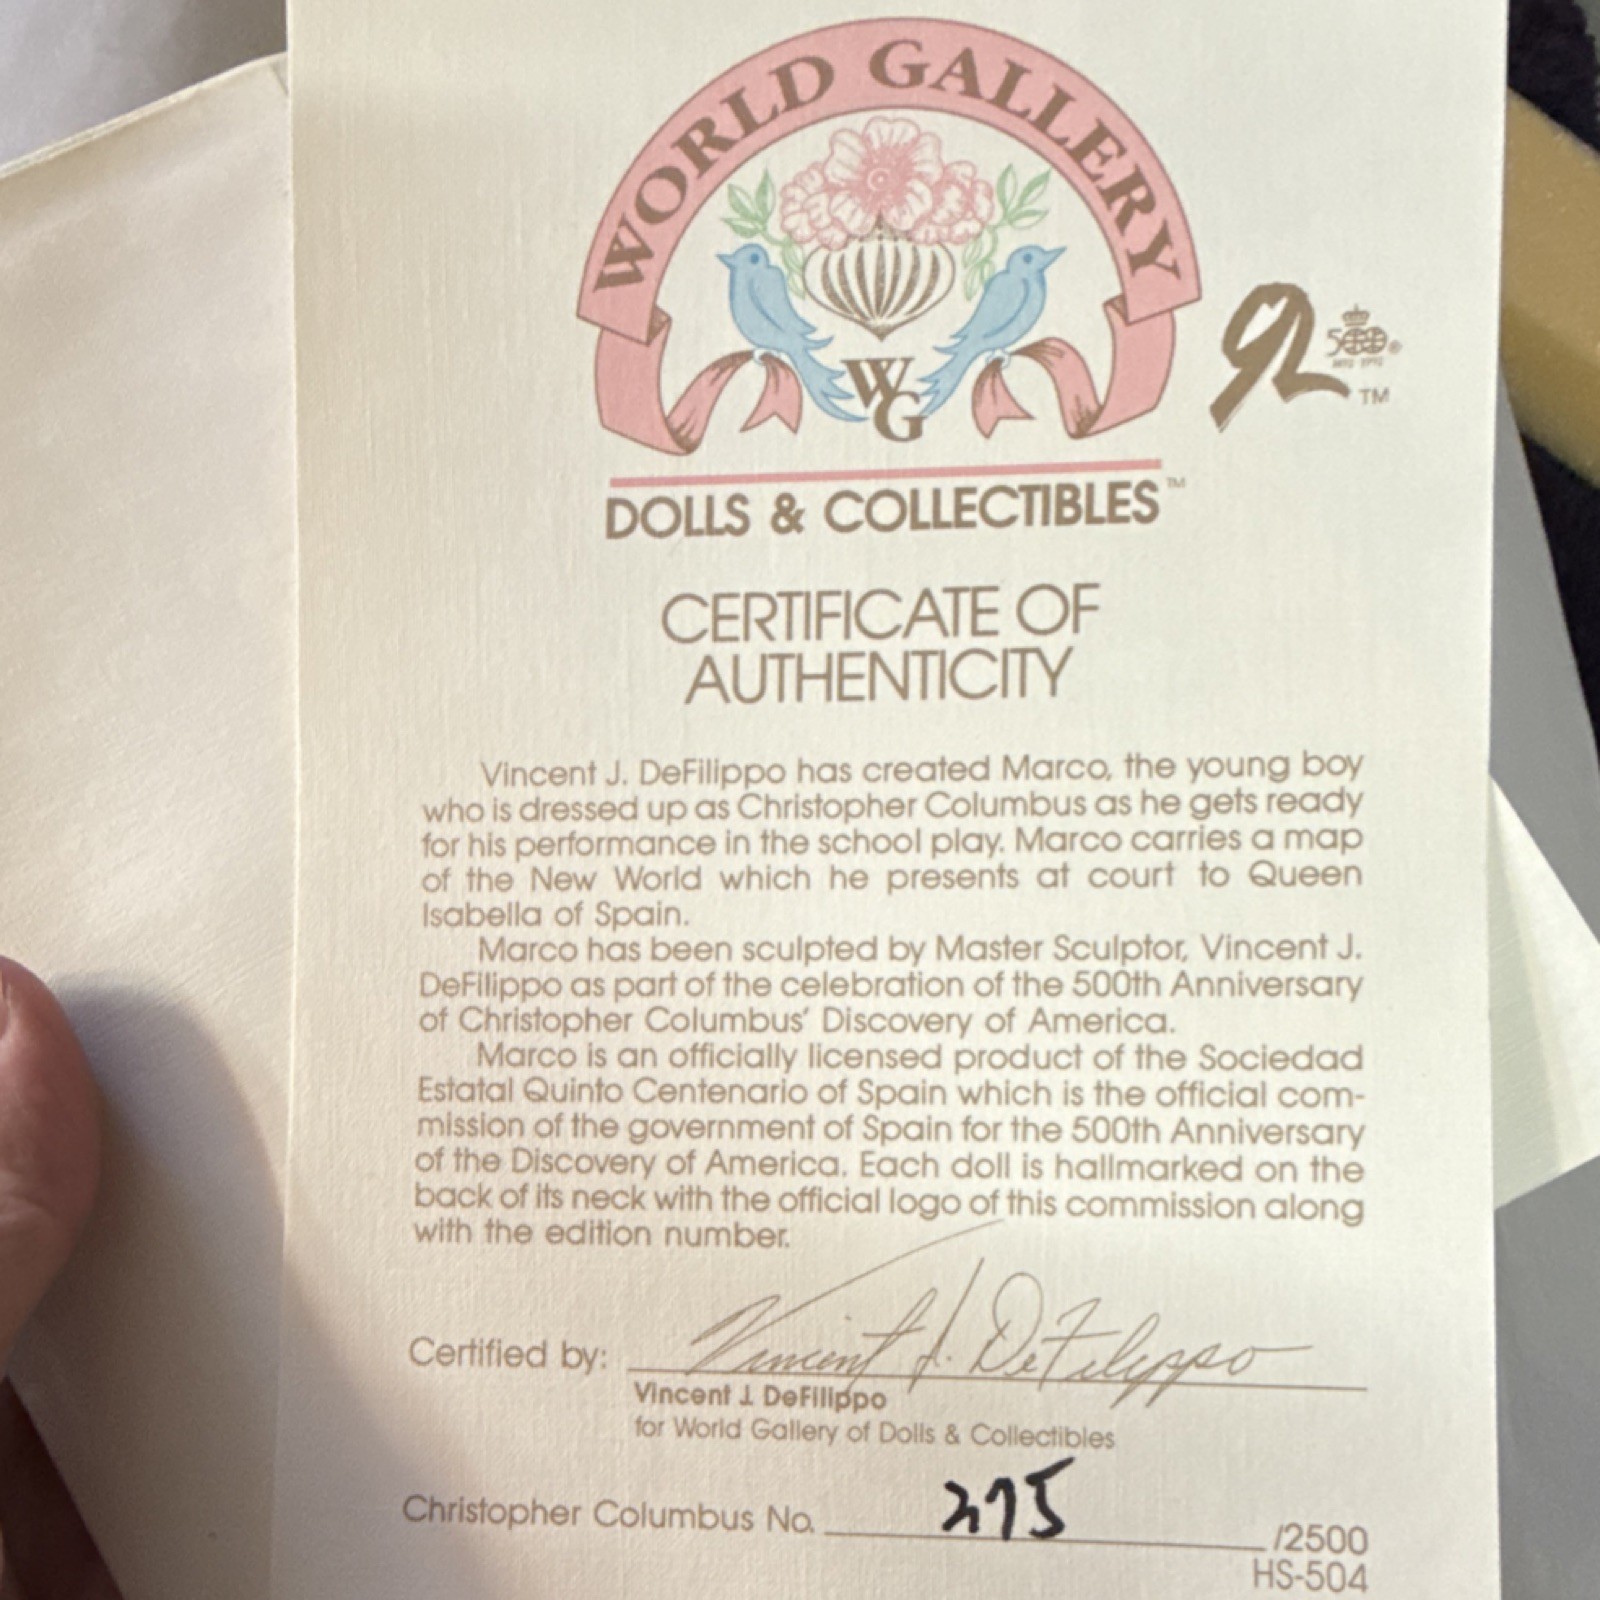 WORLD GALLERY
WG
92
500®
1492 1992
TM
DOLLS & COLLECTIBLES™
CERTIFICATE OF
AUTHENTICITY
Vincent J. DeFilippo has created Marco, the young boy
who is dressed up as Christopher Columbus as he gets ready
for his performance in the school play. Marco carries a map
of the New World which he presents at court to Queen
Isabella of Spain.
Marco has been sculpted by Master Sculptor, Vincent J.
DeFilippo as part of the celebration of the 500th Anniversary
of Christopher Columbus' Discovery of America.
Marco is an officially licensed product of the Sociedad
Estatal Quinto Centenario of Spain which is the official com-
mission of the government of Spain for the 500th Anniversary
of the Discovery of America. Each doll is hallmarked on the
back of its neck with the official logo of this commission along
with the edition number.
Certified by: Vincent J. DeFilippo
Vincent J. DeFilippo
for World Gallery of Dolls & Collectibles
Christopher Columbus No. 275 /2500
HS-504